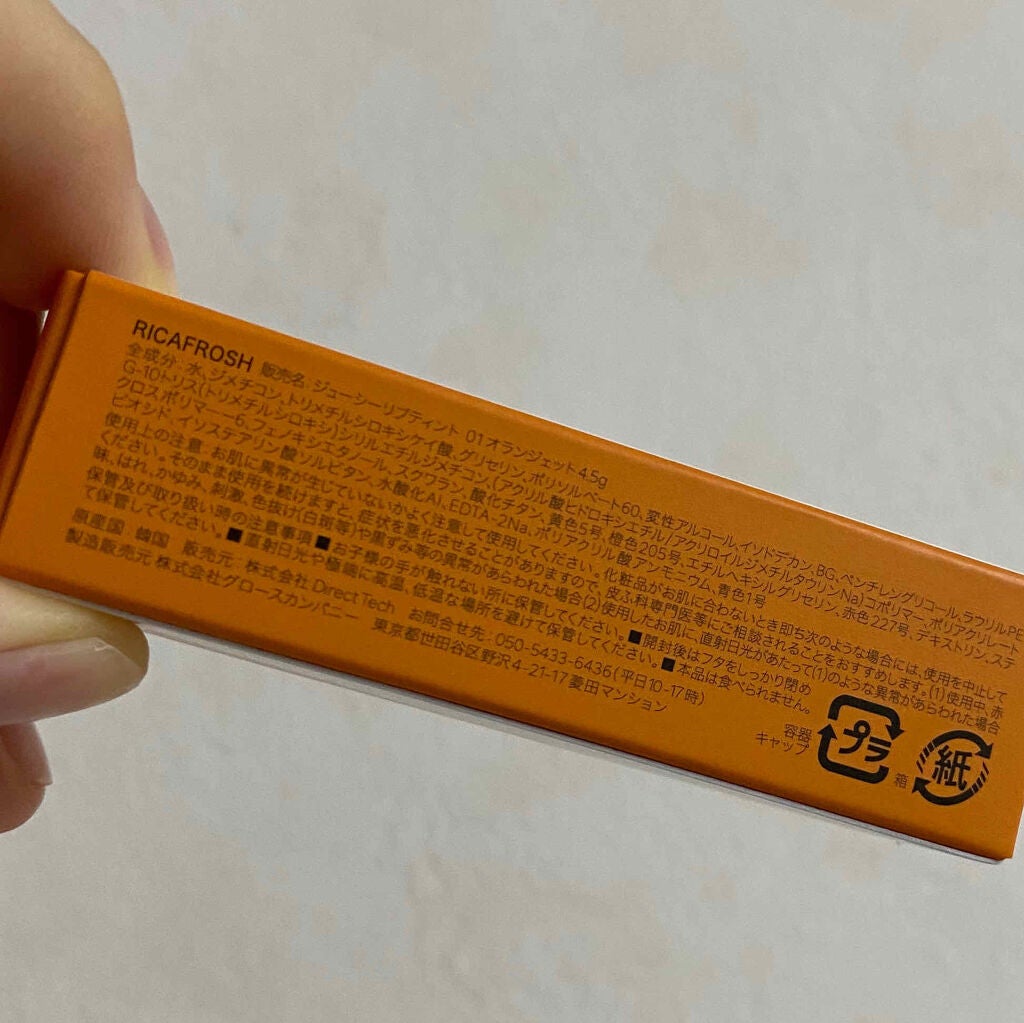 RICAFROSH 販売名: ジューシーリブティント 01オランジェット 4.5g
全成分: 水, ジメチコン, トリメチルシロキシケイ酸, グリセリン, ポリソルベート60, 変性アルコール, イソドデカン, BG, ペンチレングリコール, ラウリルPE
G-10トリス(トリメチルシロキシ)シリルエチルジメチコン, (アクリル酸ヒドロキシエチル/アクリロイルジメチルタウリンNa)コポリマー, ポリアクリレート
クロスポリマー−6, フェノキシエタノール, スクワラン, 酸化チタン, 黄色5号, 橙色205号, エチルヘキシルグリセリン, 赤色227号, デキストリン, ステ
ビオシド, イソステアリン酸ソルビタン, 水酸化Al, EDTA-2Na, ポリアクリル酸アンモニウム, 青色1号
使用上の注意 お肌に異常が生じていないかよく注意して使用してください。化粧品がお肌に合わないとき即ち次のような場合には、使用を中止して
ください。そのまま使用を続けますと、症状を悪化させることがありますので、皮ふ科専門医等にご相談されることをおすすめします。(1)使用中、赤
味、はれ、かゆみ、刺激、色抜け(白斑等)や黒ずみ等の異常があらわれた場合(2)使用したお肌に、直射日光があたって(1)のような異常があらわれた場合
保管及び取り扱い時の注意事項 ■お子様の手が触れない所に保管してください。■開封後はフタをしっかり閉め
て保管してください。■直射日光や極端に高温、低温な場所を避けて保管してください。■本品は食べられません。
原産国 韓国 販売元: 株式会社 Direct Tech お問合せ先: 050-5433-6436(平日10-17時)
製造販売元 株式会社グロースカンパニー 東京都世田谷区野沢4-21-17 菱田マンション
容器
キャップ
プラ
箱
紙